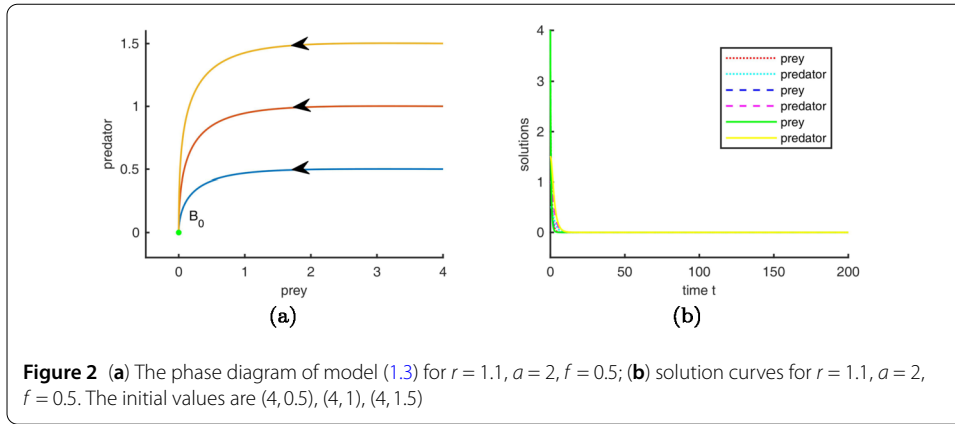 1.5
1
0.5
0
predator
B0
0 1 2 3 4
prey
(a)
4
3
2
1
0
solutions
prey
predator
prey
predator
prey
predator
0 50 100 150 200
time t
(b)
Figure 2 (a) The phase diagram of model (1.3) for r = 1.1, a = 2, f = 0.5; (b) solution curves for r = 1.1, a = 2,
f = 0.5. The initial values are (4, 0.5), (4, 1), (4, 1.5)